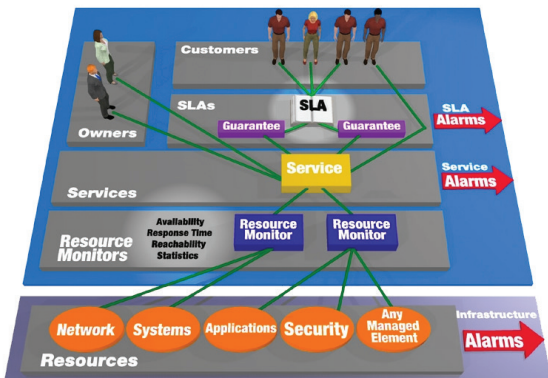 Customers
SLAs
SLA
Guarantee
Guarantee
SLA
Alarms
Owners
Service
Services
Service
Alarms
Availability
Response Time
Reachability
Statistics
Resource
Monitor
Resource
Monitor
Resource
Monitors
Network
Systems
Applications
Security
Any
Managed
Element
Infrastructure
Alarms
Resources